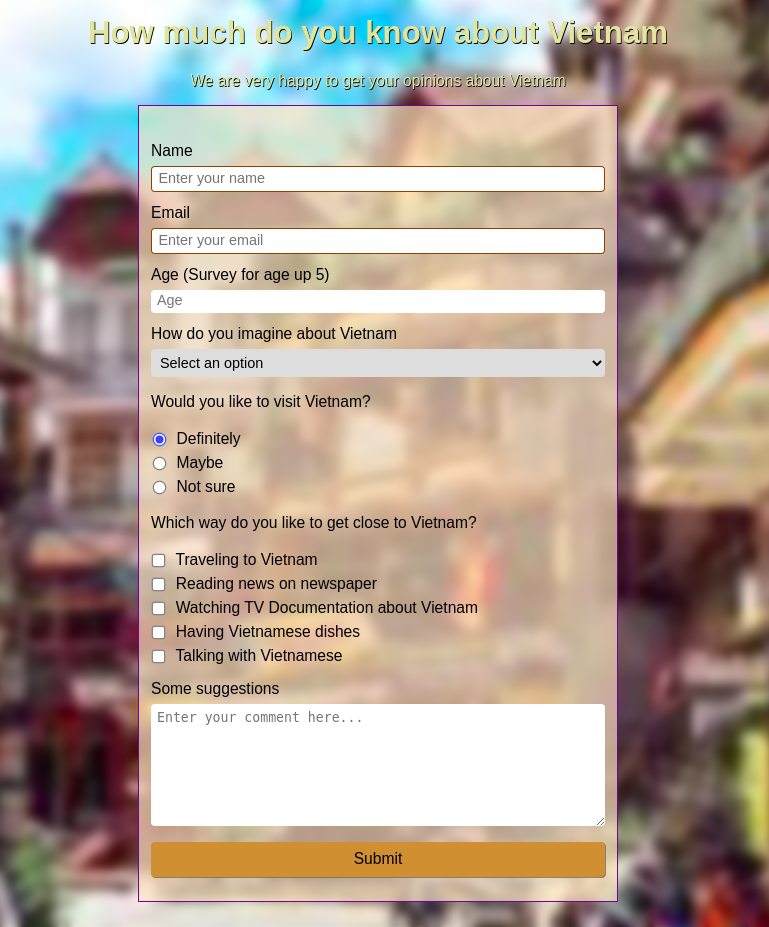 How much do you know about Vietnam
We are very happy to get your opinions about Vietnam
Name
Enter your name
Email
Enter your email
Age (Survey for age up 5)
Age
How do you imagine about Vietnam
Select an option
Would you like to visit Vietnam?
Definitely
Maybe
Not sure
Which way do you like to get close to Vietnam?
Traveling to Vietnam
Reading news on newspaper
Watching TV Documentation about Vietnam
Having Vietnamese dishes
Talking with Vietnamese
Some suggestions
Enter your comment here...
Submit